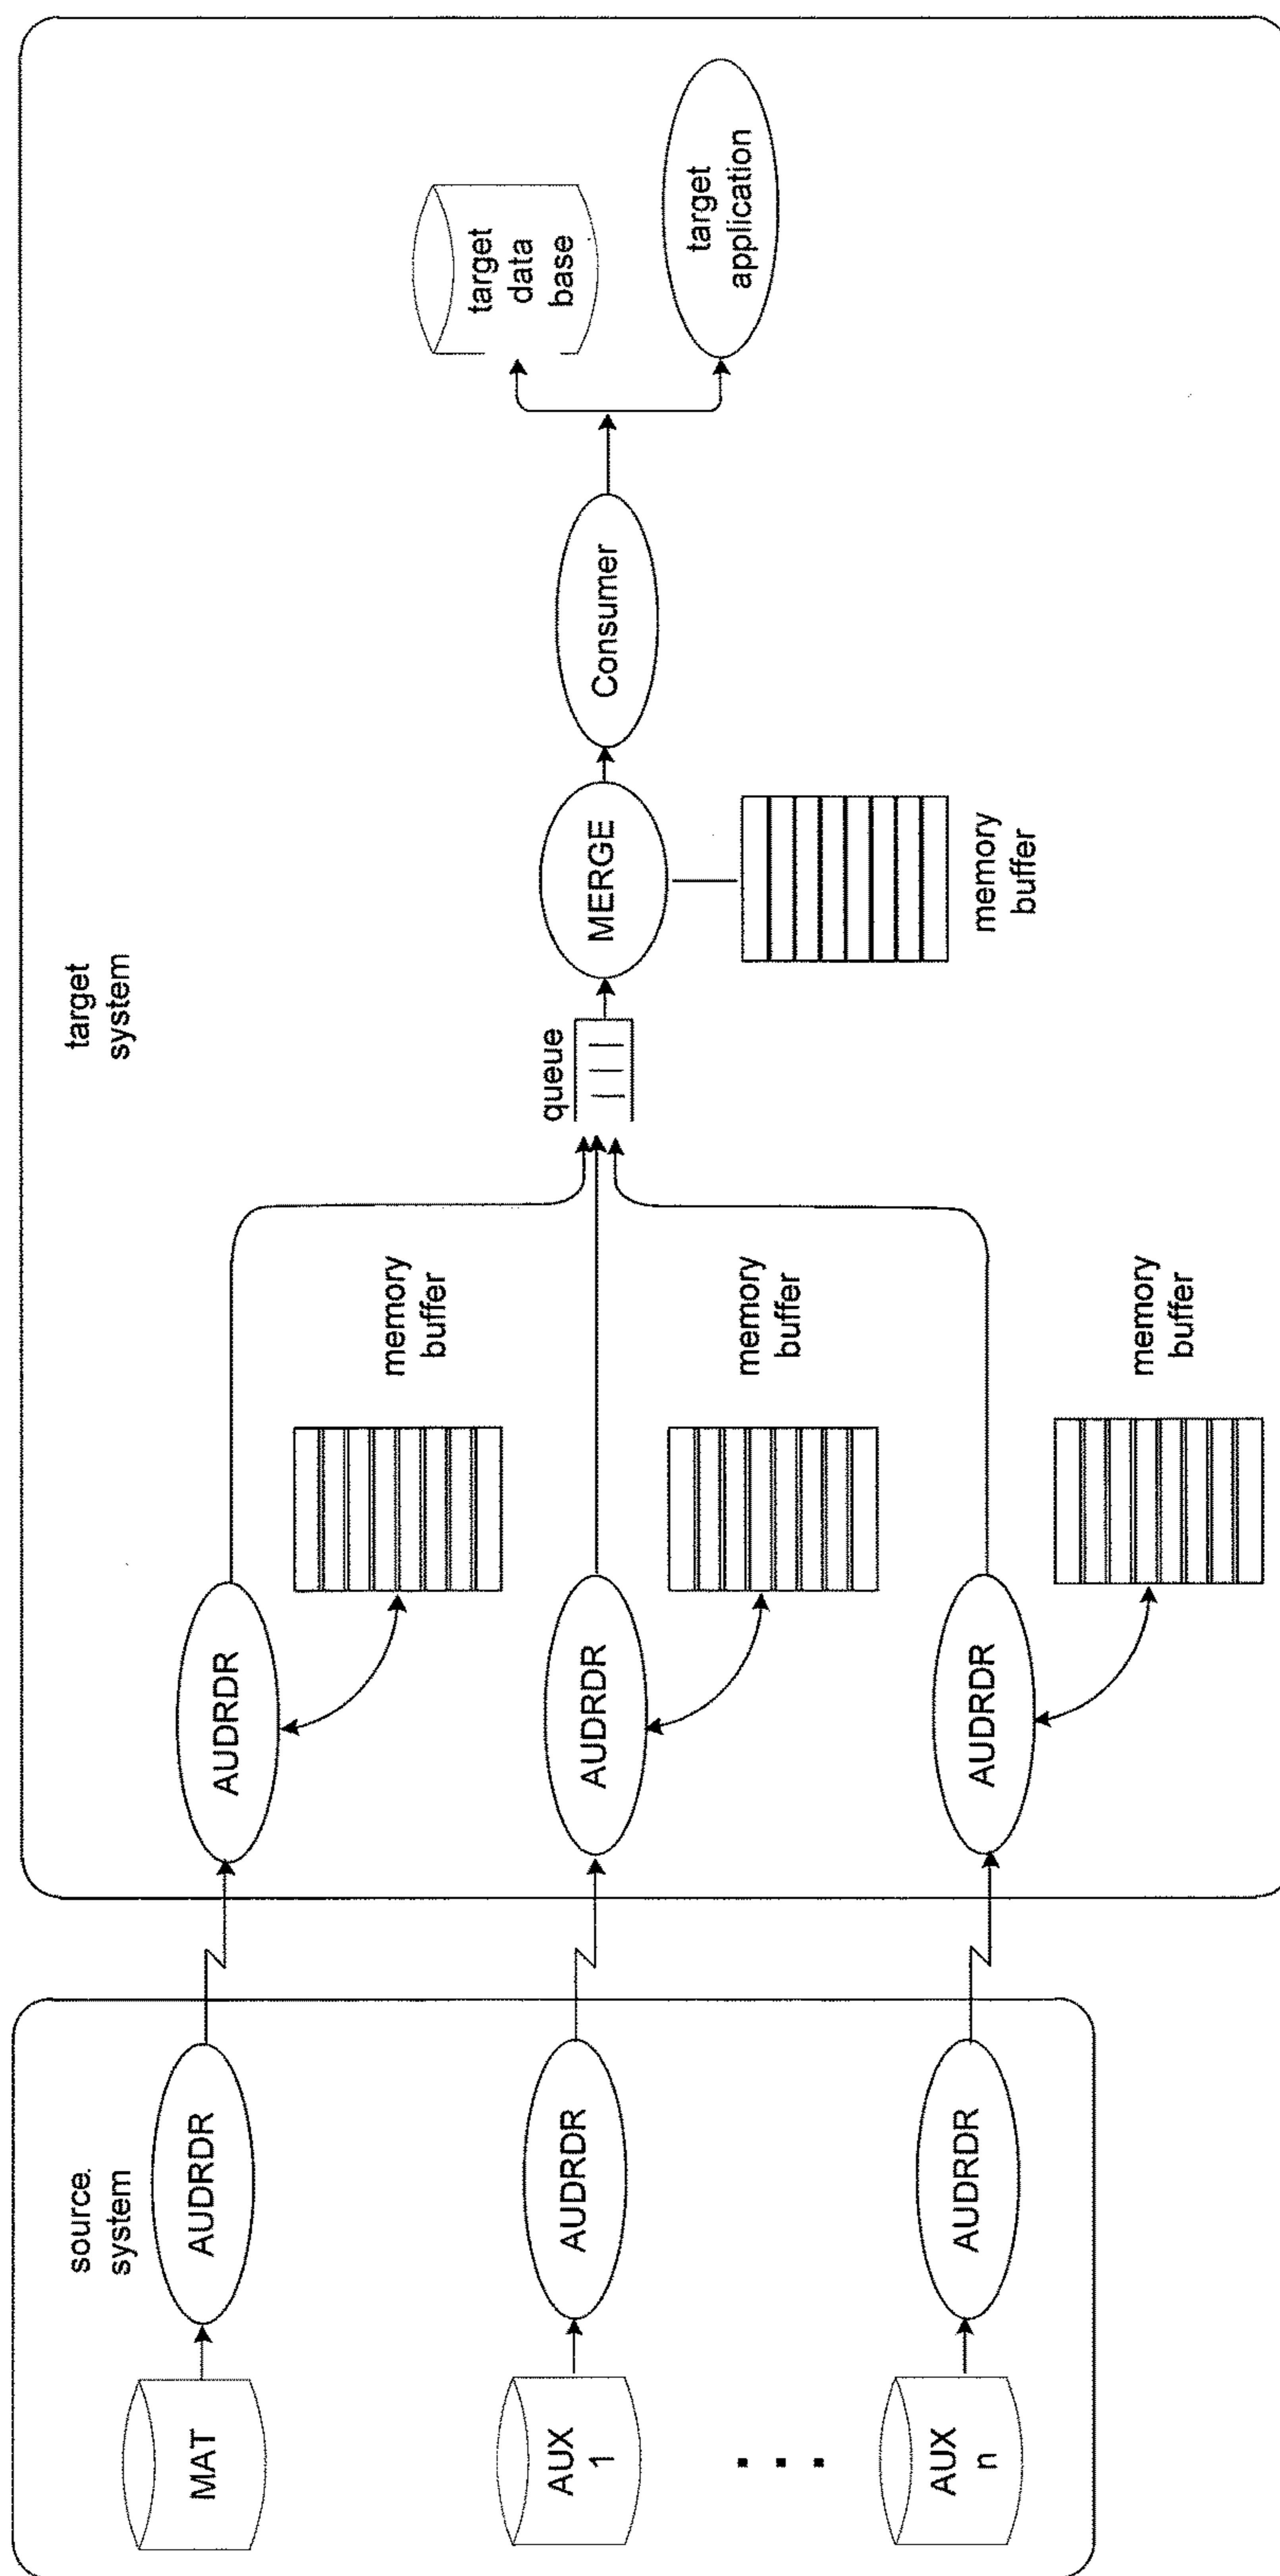 source.
system
MAT
AUDRDR
AUX
1
AUDRDR
AUX
n
AUDRDR
target
system
AUDRDR
memory
buffer
AUDRDR
memory
buffer
AUDRDR
memory
buffer
queue
MERGE
memory
buffer
Consumer
target
data
base
target
application